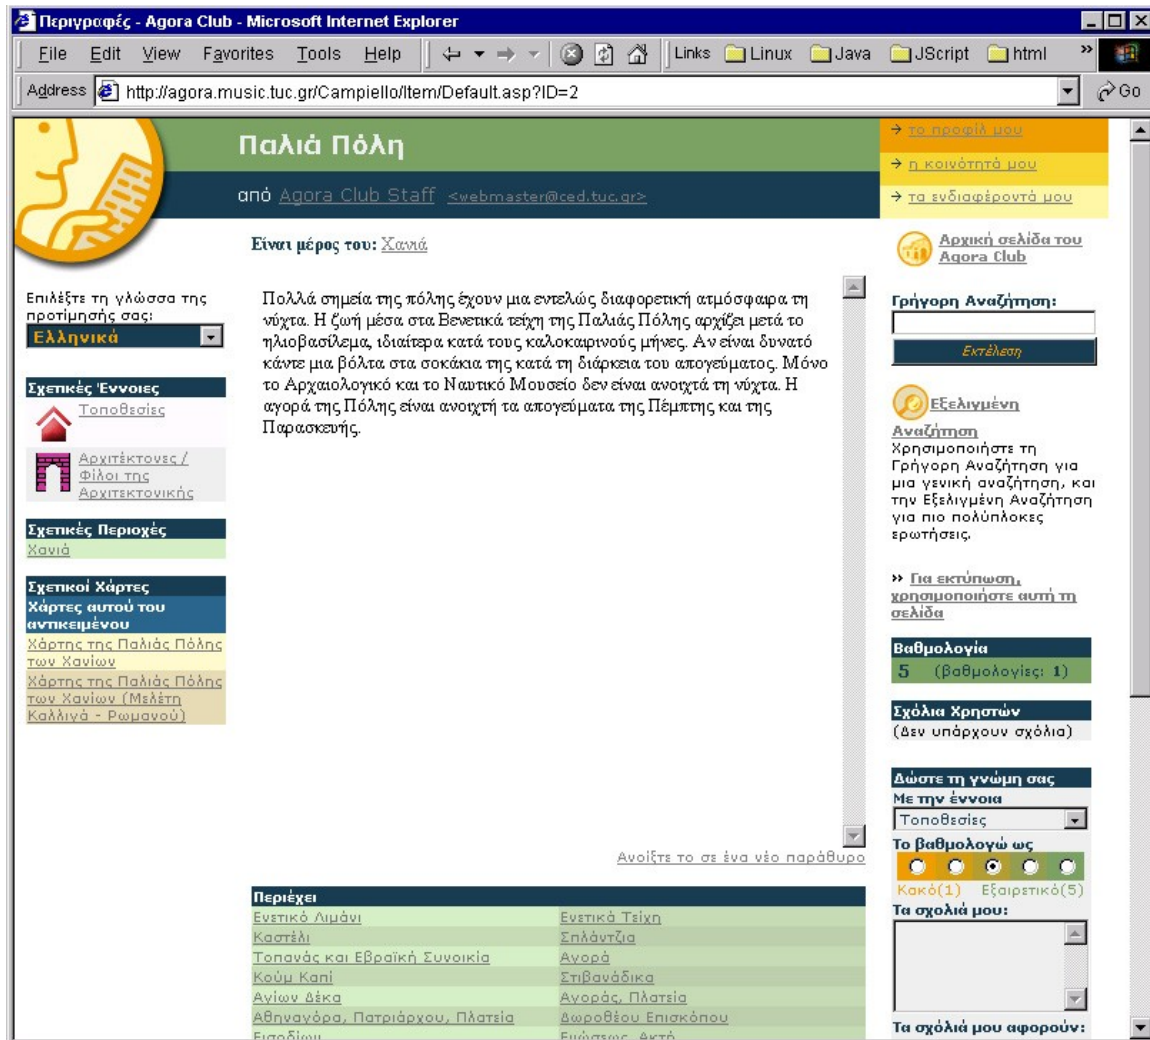 Περιγραφές - Agora Club - Microsoft Internet Explorer
File Edit View Favorites Tools Help Links Linux Java JScript html »
Address http://agora.music.tuc.gr/Campiello/Item/Default.asp?ID=2 Go
Παλιά Πόλη
από Agora Club Staff <webmaster@ced.tuc.gr>
→ το προφίλ μου
→ η κοινότητά μου
→ τα ενδιαφέροντά μου
Επιλέξτε τη γλώσσα της
προτίμησής σας:
Ελληνικά
Σχετικές Έννοιες
Τοποθεσίες
Αρχιτέκτονες /
Φίλοι της
Αρχιτεκτονικής
Σχετικές Περιοχές
Χανιά
Σχετικοί Χάρτες
Χάρτες αυτού του
αντικειμένου
Χάρτης της Παλιάς Πόλης
των Χανίων
Χάρτης της Παλιάς Πόλης
των Χανίων (Μελέτη
Καλλιγά - Ρωμανού)
Είναι μέρος του: Χανιά
Πολλά σημεία της πόλης έχουν μια εντελώς διαφορετική ατμόσφαιρα τη
νύχτα. Η ζωή μέσα στα Βενετικά τείχη της Παλιάς Πόλης αρχίζει μετά το
ηλιοβασίλεμα, ιδιαίτερα κατά τους καλοκαιρινούς μήνες. Αν είναι δυνατό
κάντε μια βόλτα στα σοκάκια της κατά τη διάρκεια του απογεύματος. Μόνο
το Αρχαιολογικό και το Ναυτικό Μουσείο δεν είναι ανοιχτά τη νύχτα. Η
αγορά της Πόλης είναι ανοιχτή τα απογεύματα της Πέμπτης και της
Παρασκευής.
Ανοίξτε το σε ένα νέο παράθυρο
Περιέχει
Ενετικό Λιμάνι Ενετικά Τείχη
Καστέλι Σπλάντζια
Τοπανάς και Εβραϊκή Συνοικία Αγορά
Κούμ Καπί Στιβανάδικα
Αγίων Δέκα Αγοράς, Πλατεία
Αθηναγόρα, Πατριάρχου, Πλατεία Δωροθέου Επισκόπου
Εισοδίων Ενώσεως, Ακτή
Αρχική σελίδα του
Agora Club
Γρήγορη Αναζήτηση:
Εκτέλεση
Εξελιγμένη
Αναζήτηση
Χρησιμοποιήστε τη
Γρήγορη Αναζήτηση για
μια γενική αναζήτηση, και
την Εξελιγμένη Αναζήτηση
για πιο πολύπλοκες
ερωτήσεις.
» Για εκτύπωση,
χρησιμοποιήστε αυτή τη
σελίδα
Βαθμολογία
5 (βαθμολογίες: 1)
Σχόλια Χρηστών
(Δεν υπάρχουν σχόλια)
Δώστε τη γνώμη σας
Με την έννοια
Τοποθεσίες
Το βαθμολογώ ως
Κακό(1) Εξαιρετικό(5)
Τα σχολιά μου:
Τα σχόλιά μου αφορούν: